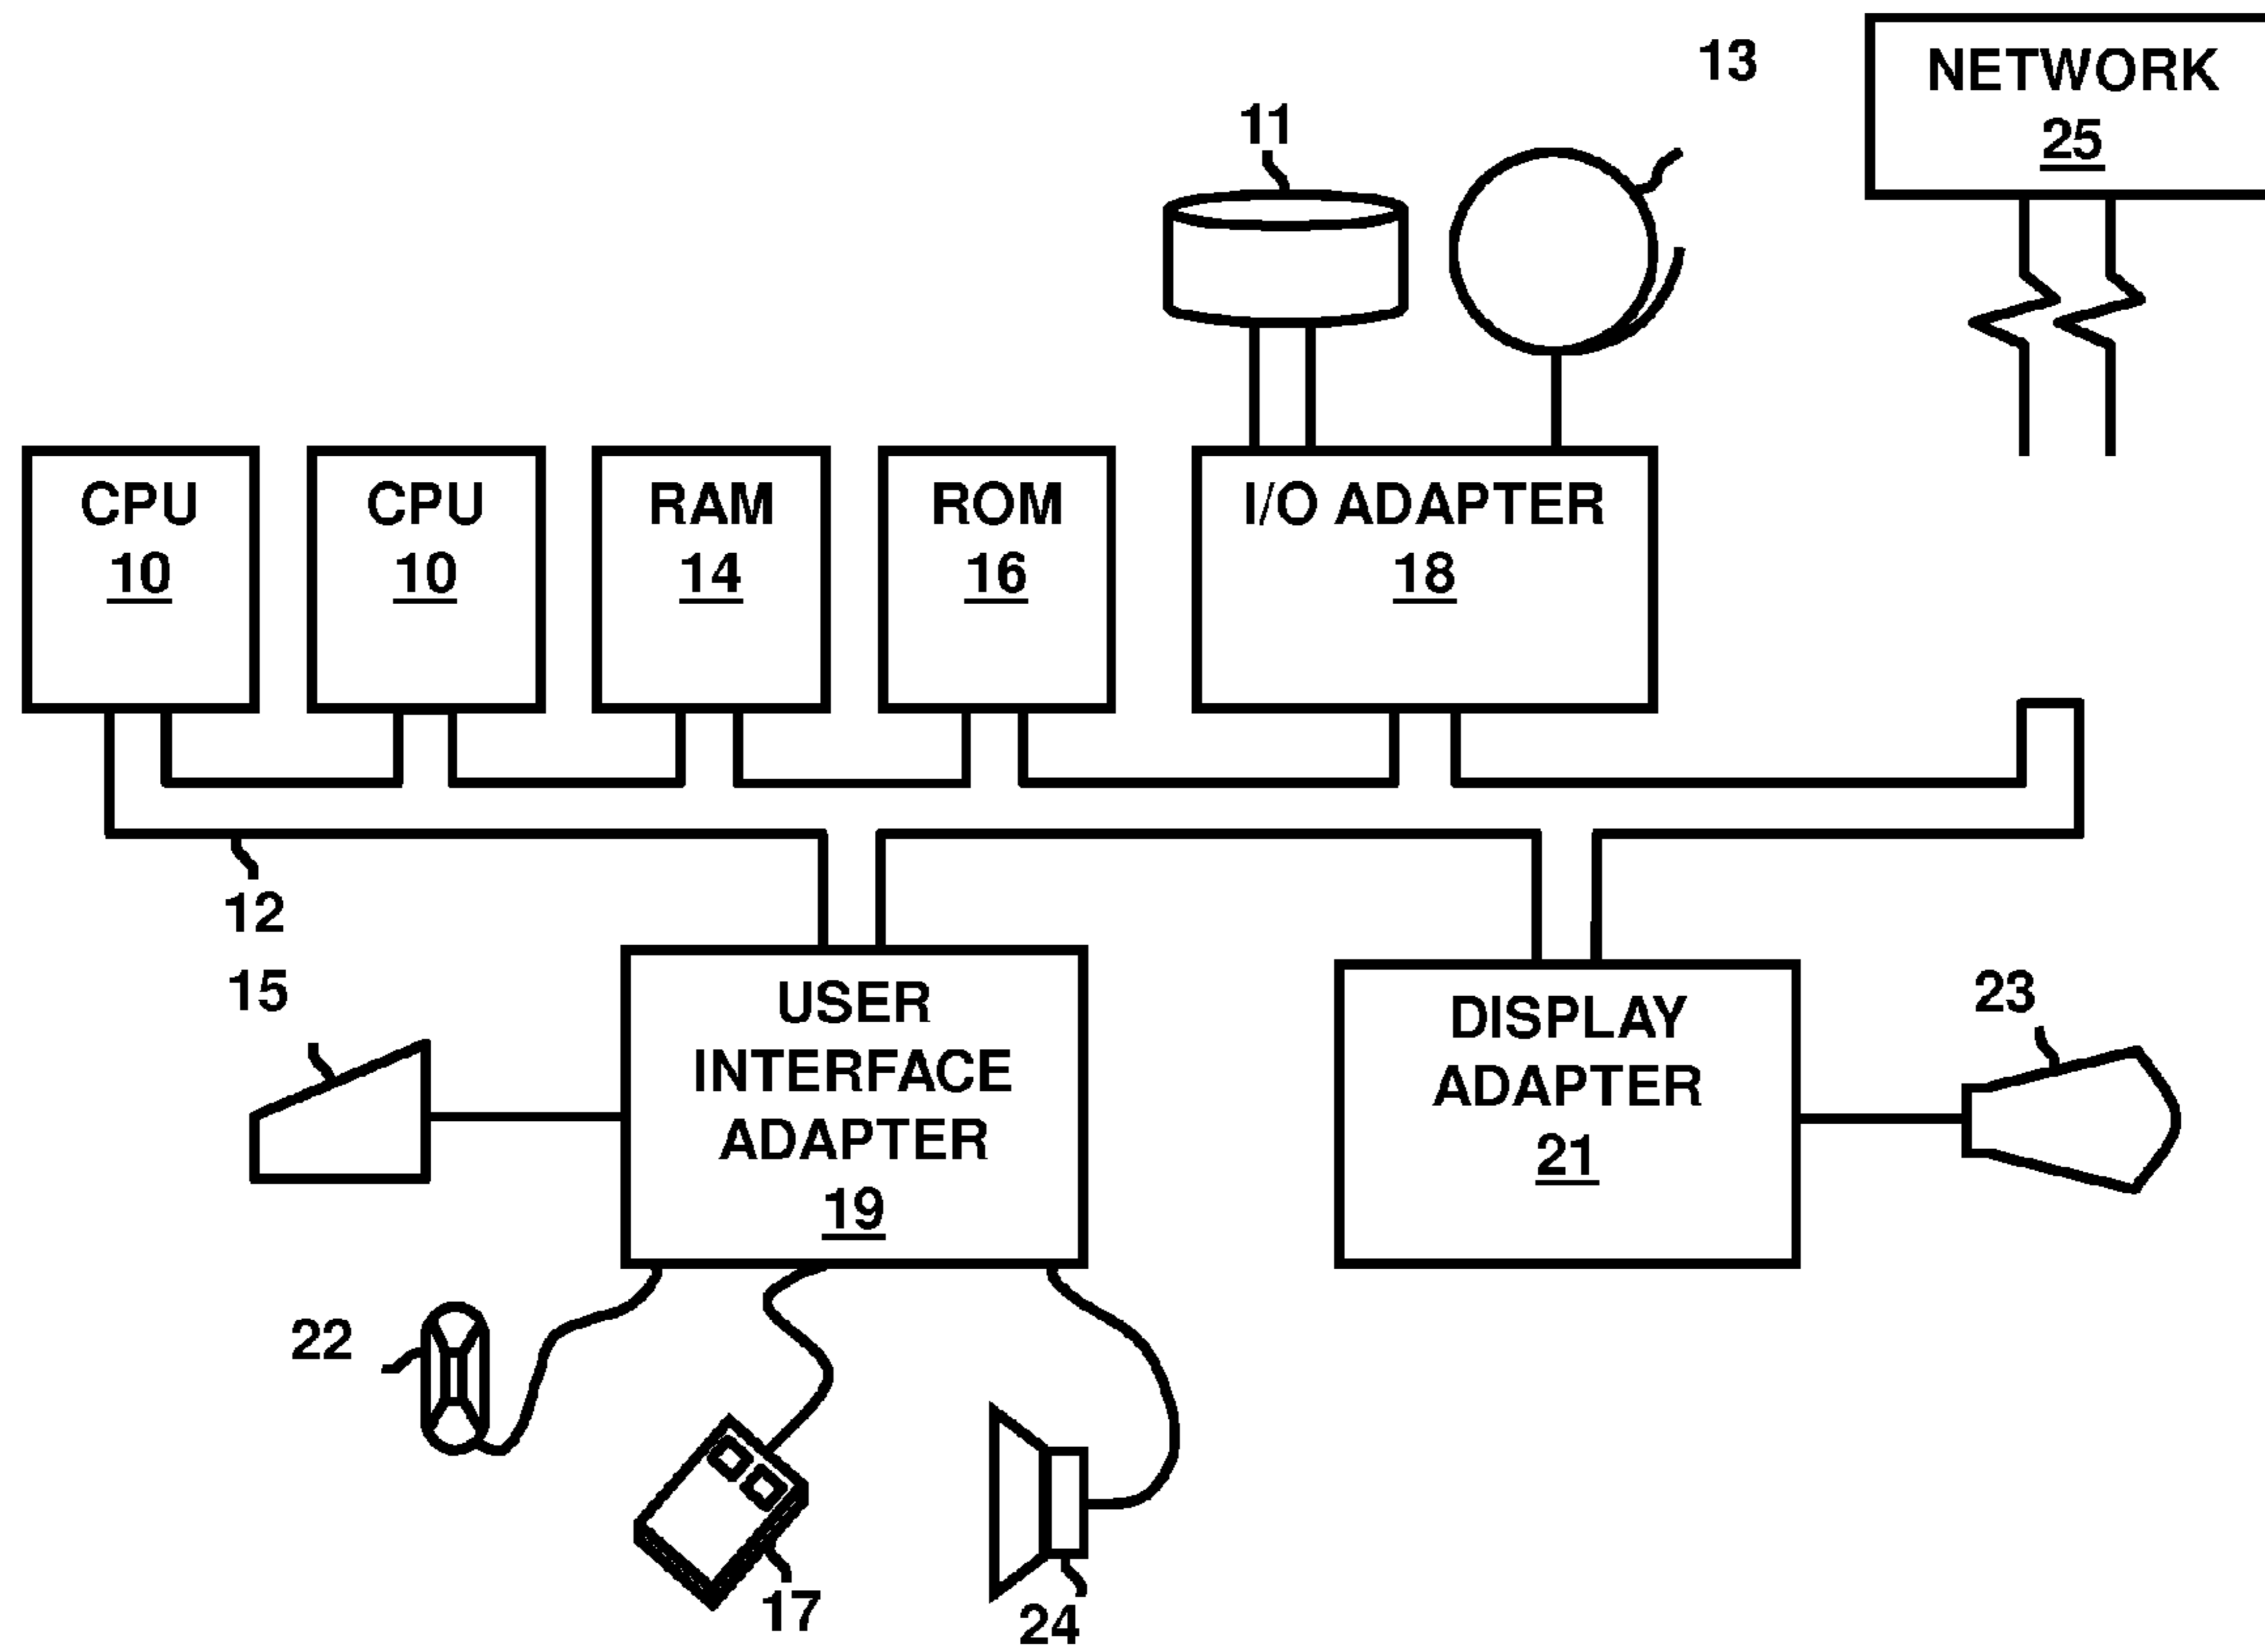 13
NETWORK
25
11
CPU
10
CPU
10
RAM
14
ROM
16
I/O ADAPTER
18
12
15
USER
INTERFACE
ADAPTER
19
DISPLAY
ADAPTER
21
23
22
17
24